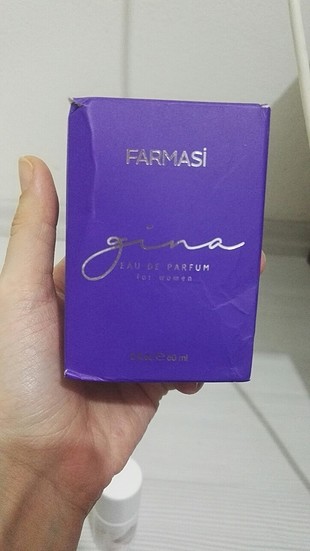 FARMASİ
gina
EAU DE PARFUM
for women
60 ml